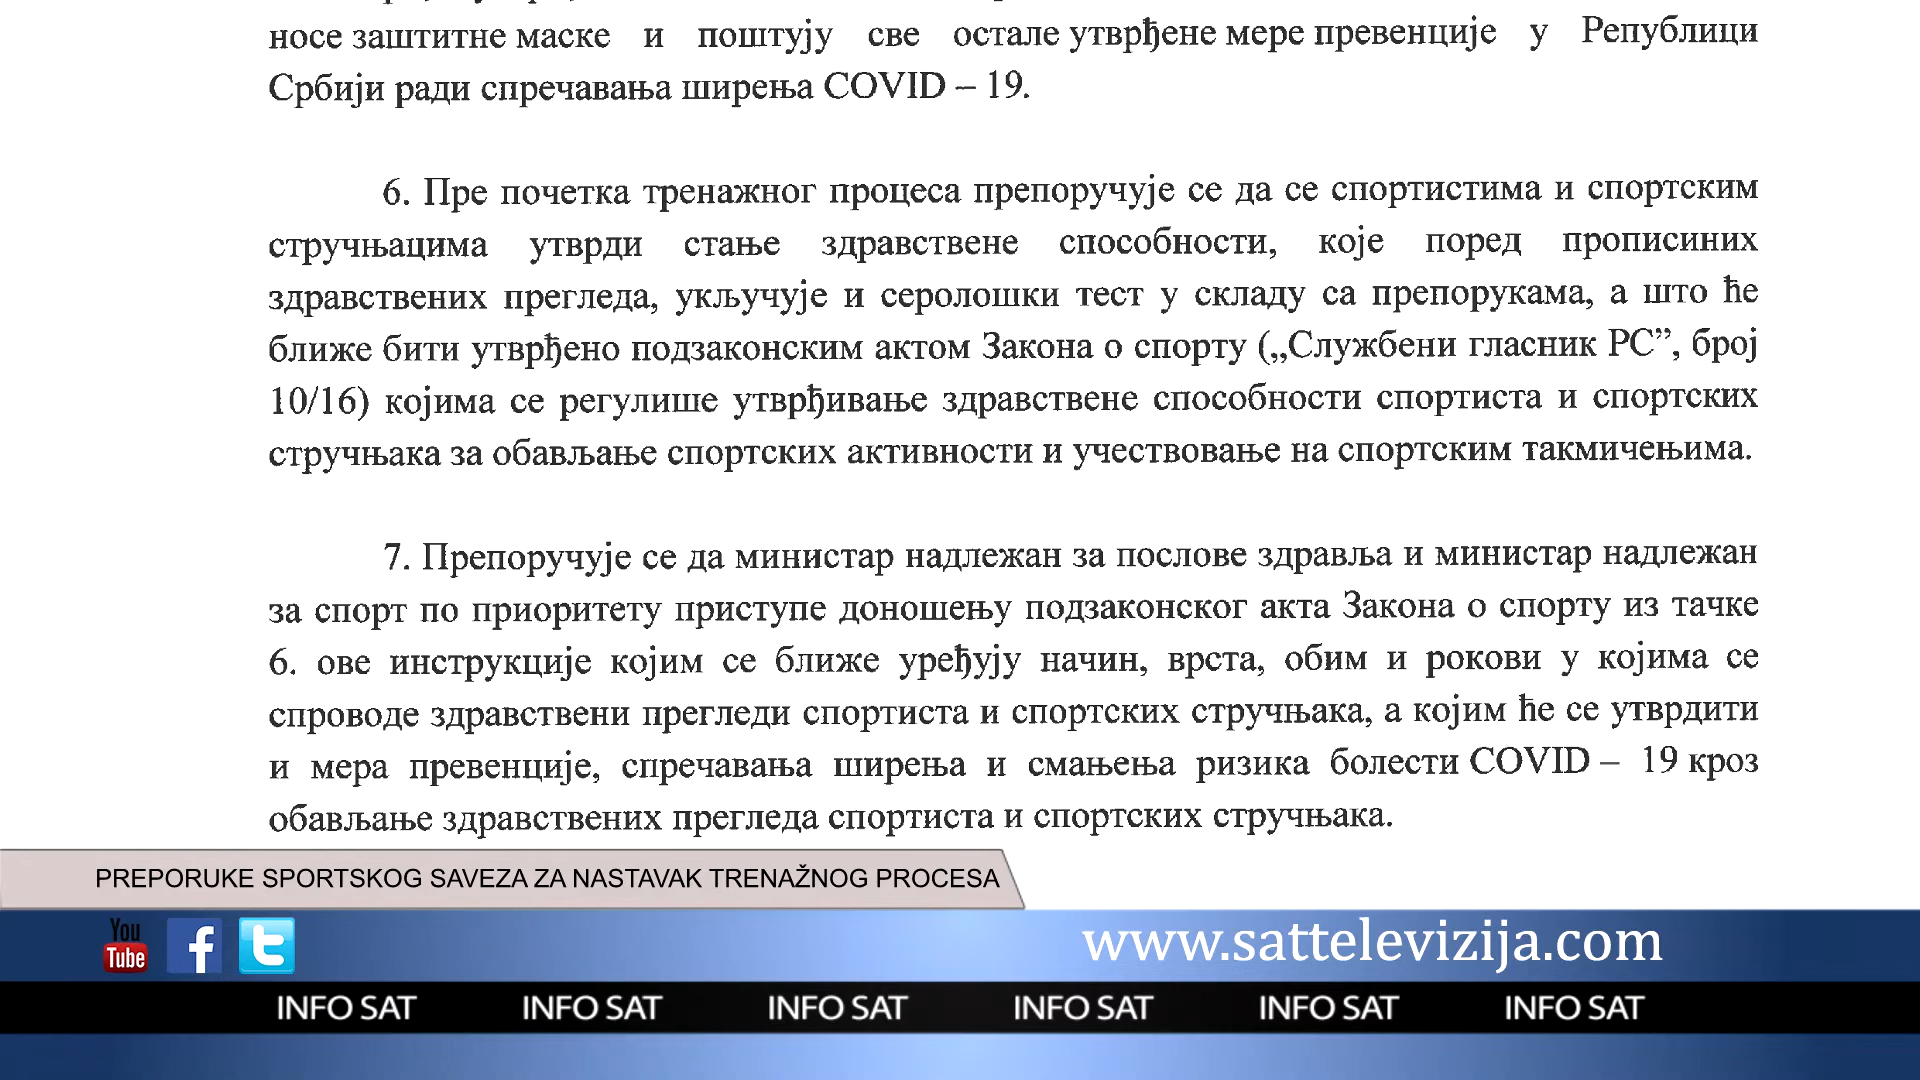 носе заштитне маске и поштују све остале утврђене мере превенције у Републици
Србији ради спречавања ширења COVID – 19.
6. Пре почетка тренажног процеса препоручује се да се спортистима и спортским
стручњацима утврди стање здравствене способности, које поред прописиних
здравствених прегледа, укључује и серолошки тест у складу са препорукама, а што ће
ближе бити утврђено подзаконским актом Закона о спорту („Службени гласник РС”, број
10/16) којима се регулише утврђивање здравствене способности спортиста и спортских
стручњака за обављање спортских активности и учествовање на спортским такмичењима.
7. Препоручује се да министар надлежан за послове здравља и министар надлежан
за спорт по приоритету приступе доношењу подзаконског акта Закона о спорту из тачке
6. ове инструкције којим се ближе уређују начин, врста, обим и рокови у којима се
спроводе здравствени прегледи спортиста и спортских стручњака, а којим ће се утврдити
и мера превенције, спречавања ширења и смањења ризика болести COVID – 19 кроз
обављање здравствених прегледа спортиста и спортских стручњака.
PREPORUKE SPORTSKOG SAVEZA ZA NASTAVAK TRENAŽNOG PROCESA
You
Tube
www.sattelevizija.com
INFO SAT INFO SAT INFO SAT INFO SAT INFO SAT INFO SAT